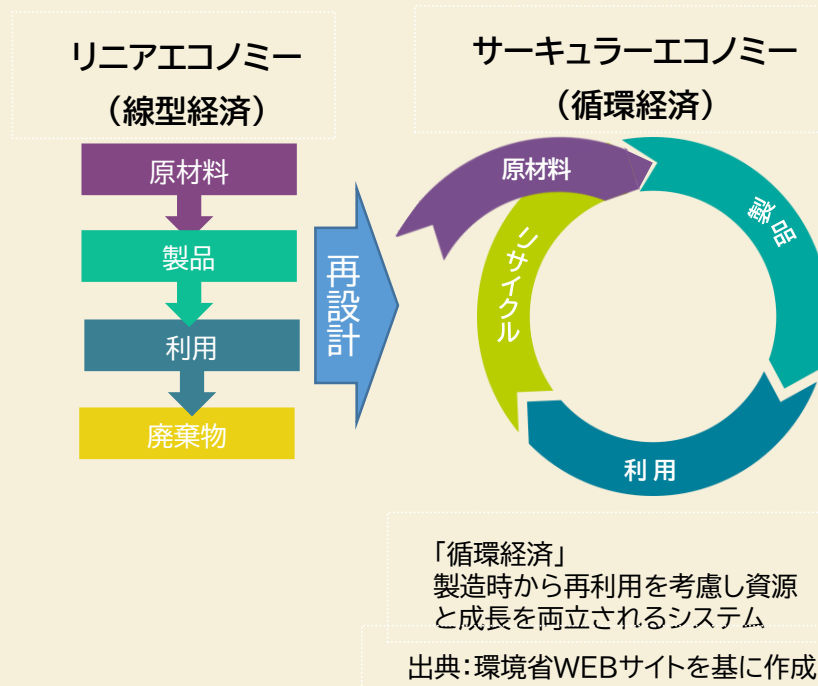 リニアエコノミー
（線型経済）
原材料
製品
利用
廃棄物
再設計
サーキュラーエコノミー
（循環経済）
原材料
製品
利用
リサイクル
「循環経済」
製造時から再利用を考慮し資源
と成長を両立されるシステム
出典：環境省WEBサイトを基に作成